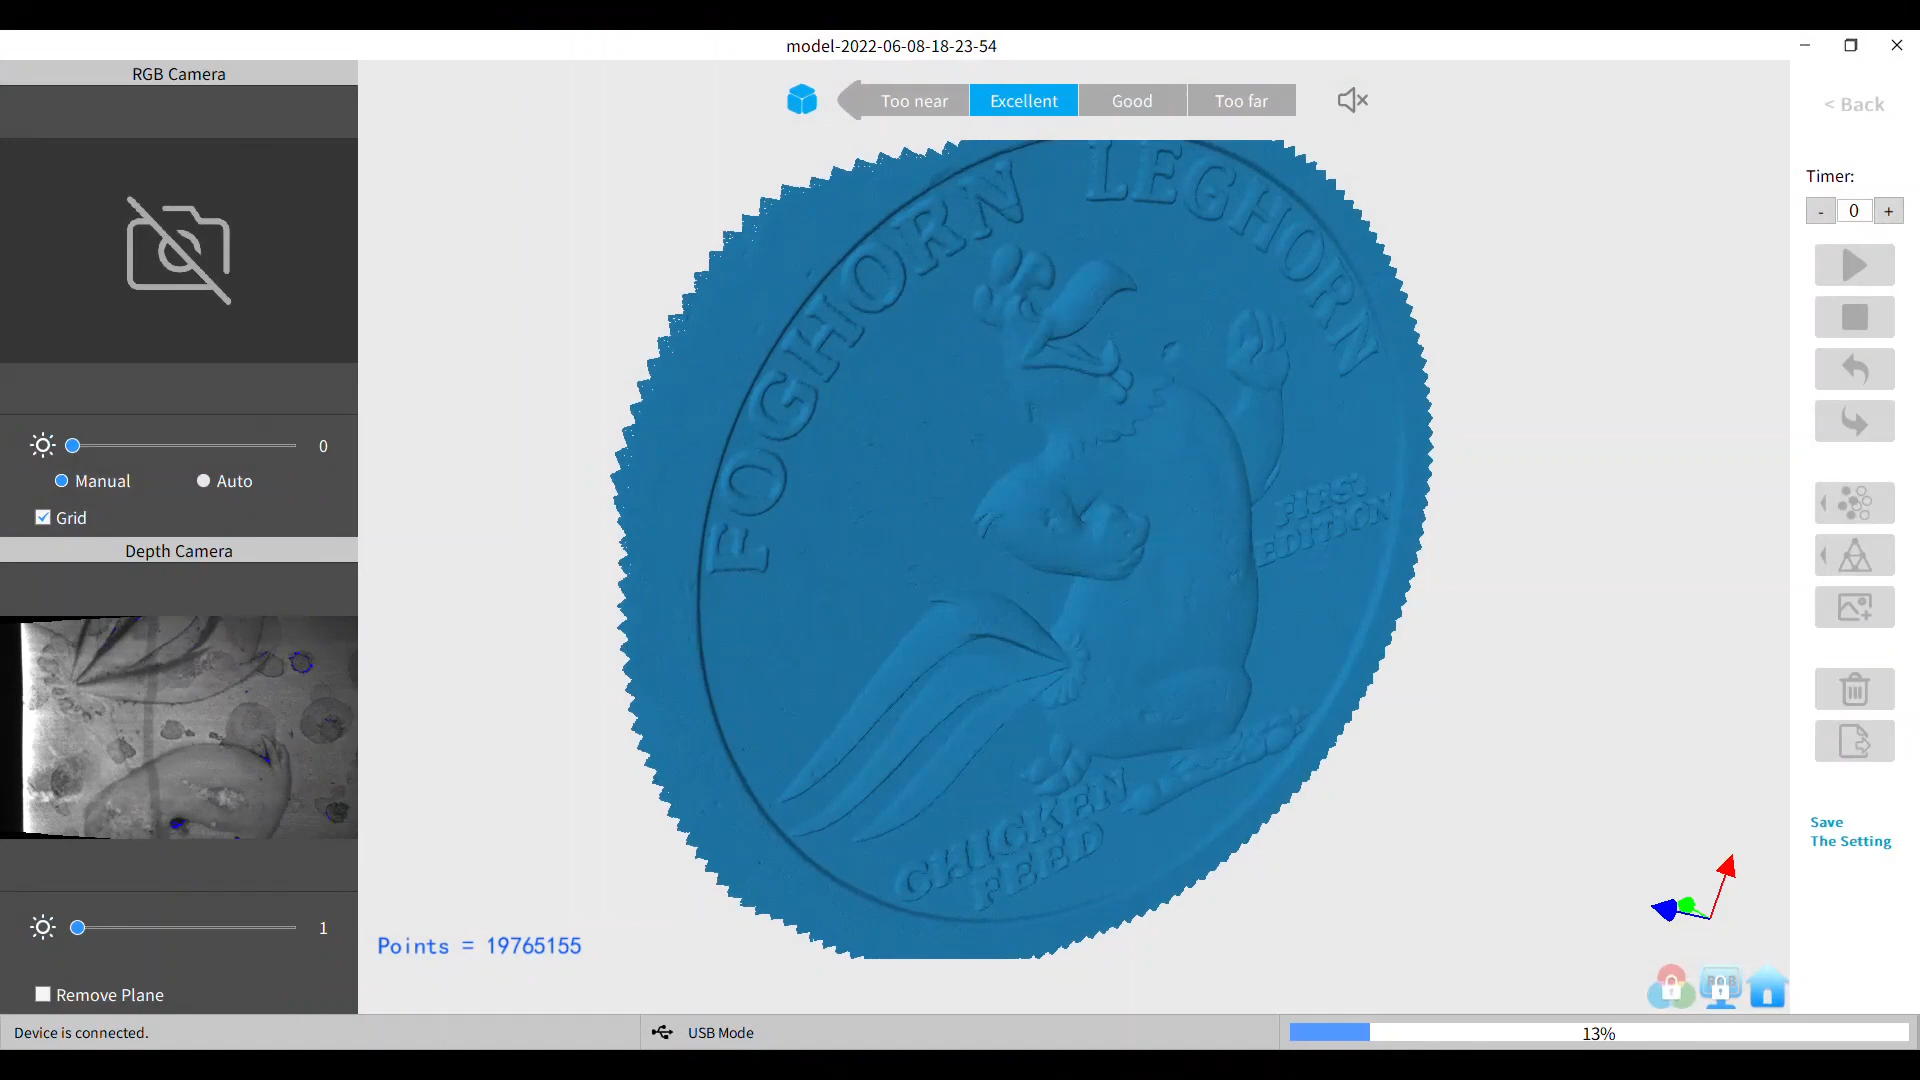 model-2022-06-08-18-23-54
RGB Camera
Too near
Excellent
Good
Too far
< Back
Timer:
- 0 +
0
Manual
Auto
Grid
Depth Camera
FOGHORN LEGHORN
FIRST
EDITION
CHICKEN
FEED
Save
The Setting
1
Points = 19765155
Remove Plane
RGB
Device is connected.
USB Mode
13%